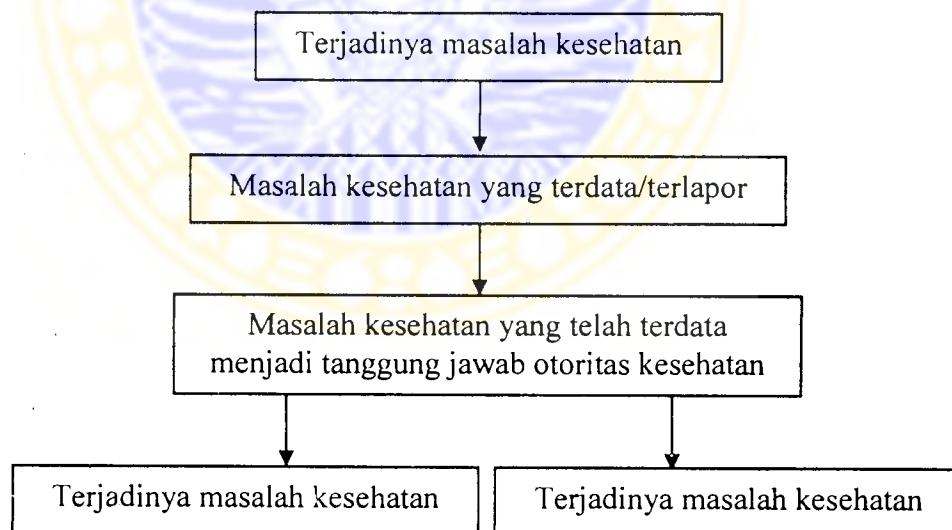 Terjadinya masalah kesehatan
Masalah kesehatan yang terdata/terlapor
Masalah kesehatan yang telah terdata
menjadi tanggung jawab otoritas kesehatan
Terjadinya masalah kesehatan
Terjadinya masalah kesehatan